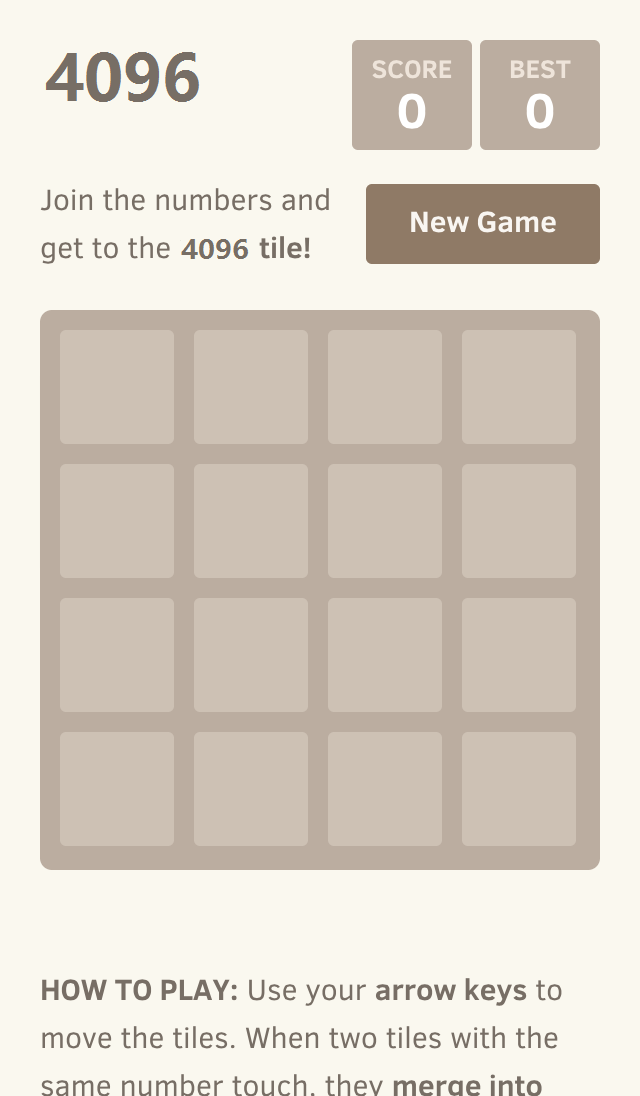 4096
SCORE
0
BEST
0
Join the numbers and
get to the 4096 tile!
New Game
HOW TO PLAY: Use your arrow keys to
move the tiles. When two tiles with the
same number touch, they merge into